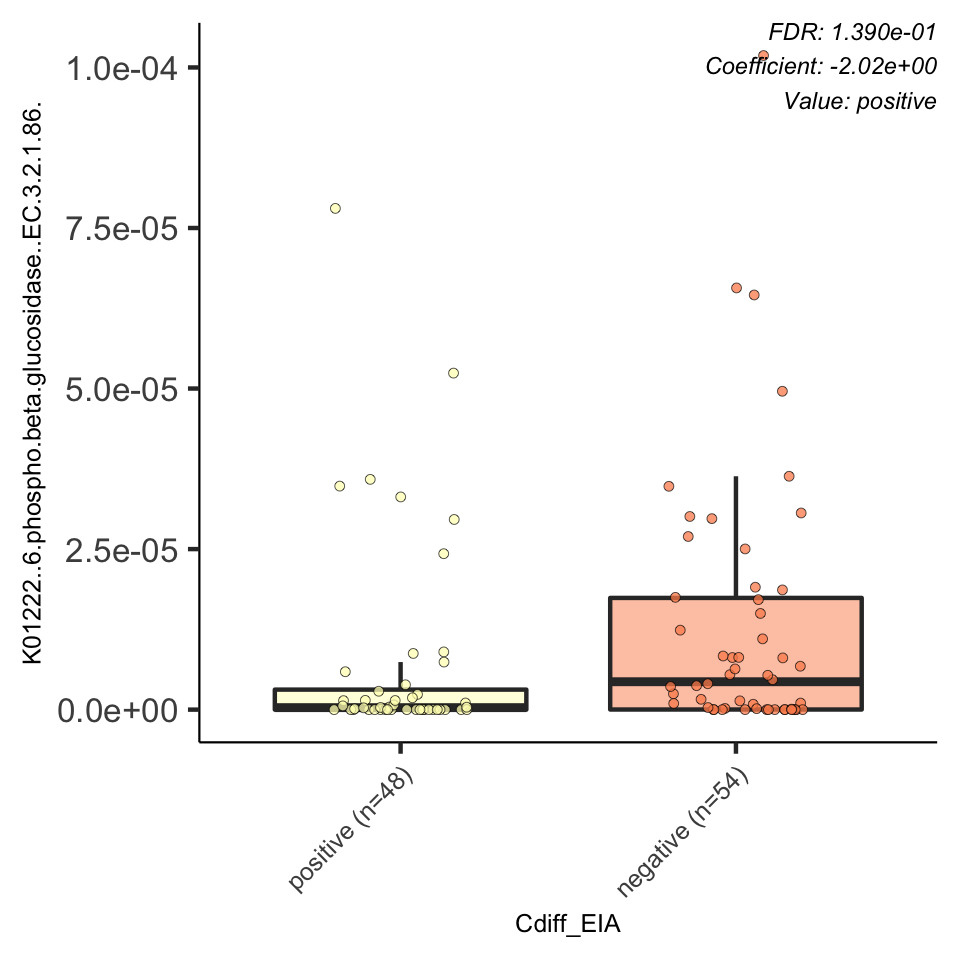 FDR: 1.390e-01
Coefficient: -2.02e+00
Value: positive
K01222..6.phospho.beta.glucosidase..EC.3.2.1.86.
1.0e-04
7.5e-05
5.0e-05
2.5e-05
0.0e+00
positive (n=48)
negative (n=54)
Cdiff_EIA